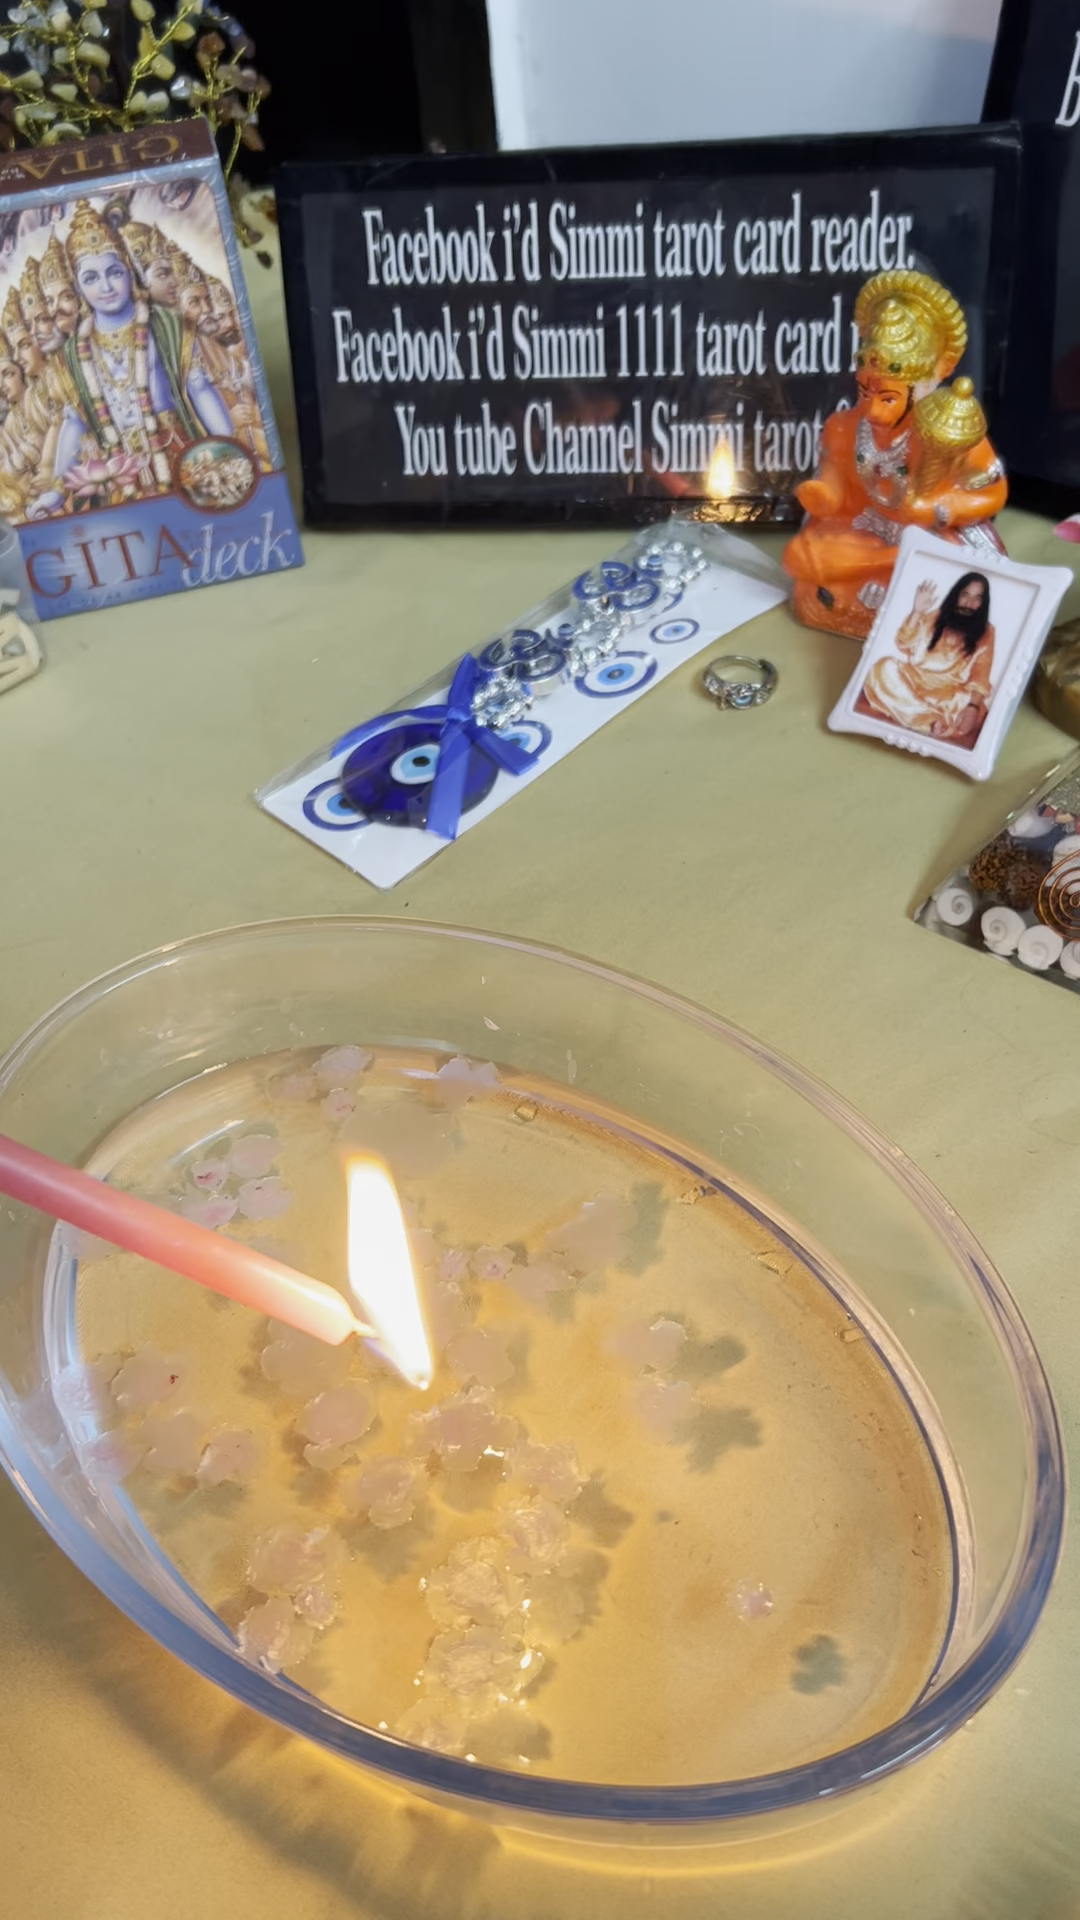 GITA
GITA deck
Facebook i'd Simmi tarot card reader.
Facebook i'd Simmi 1111 tarot card
You tube Channel Simmi tarot
B